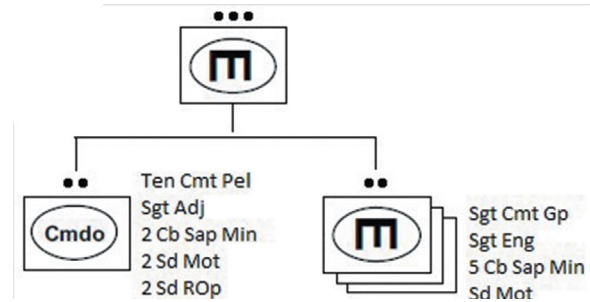 Cmdo
Ten Cmt Pel
Sgt Adj
2 Cb Sap Min
2 Sd Mot
2 Sd ROp
Sgt Cmt Gp
Sgt Eng
5 Cb Sap Min
Sd Mot